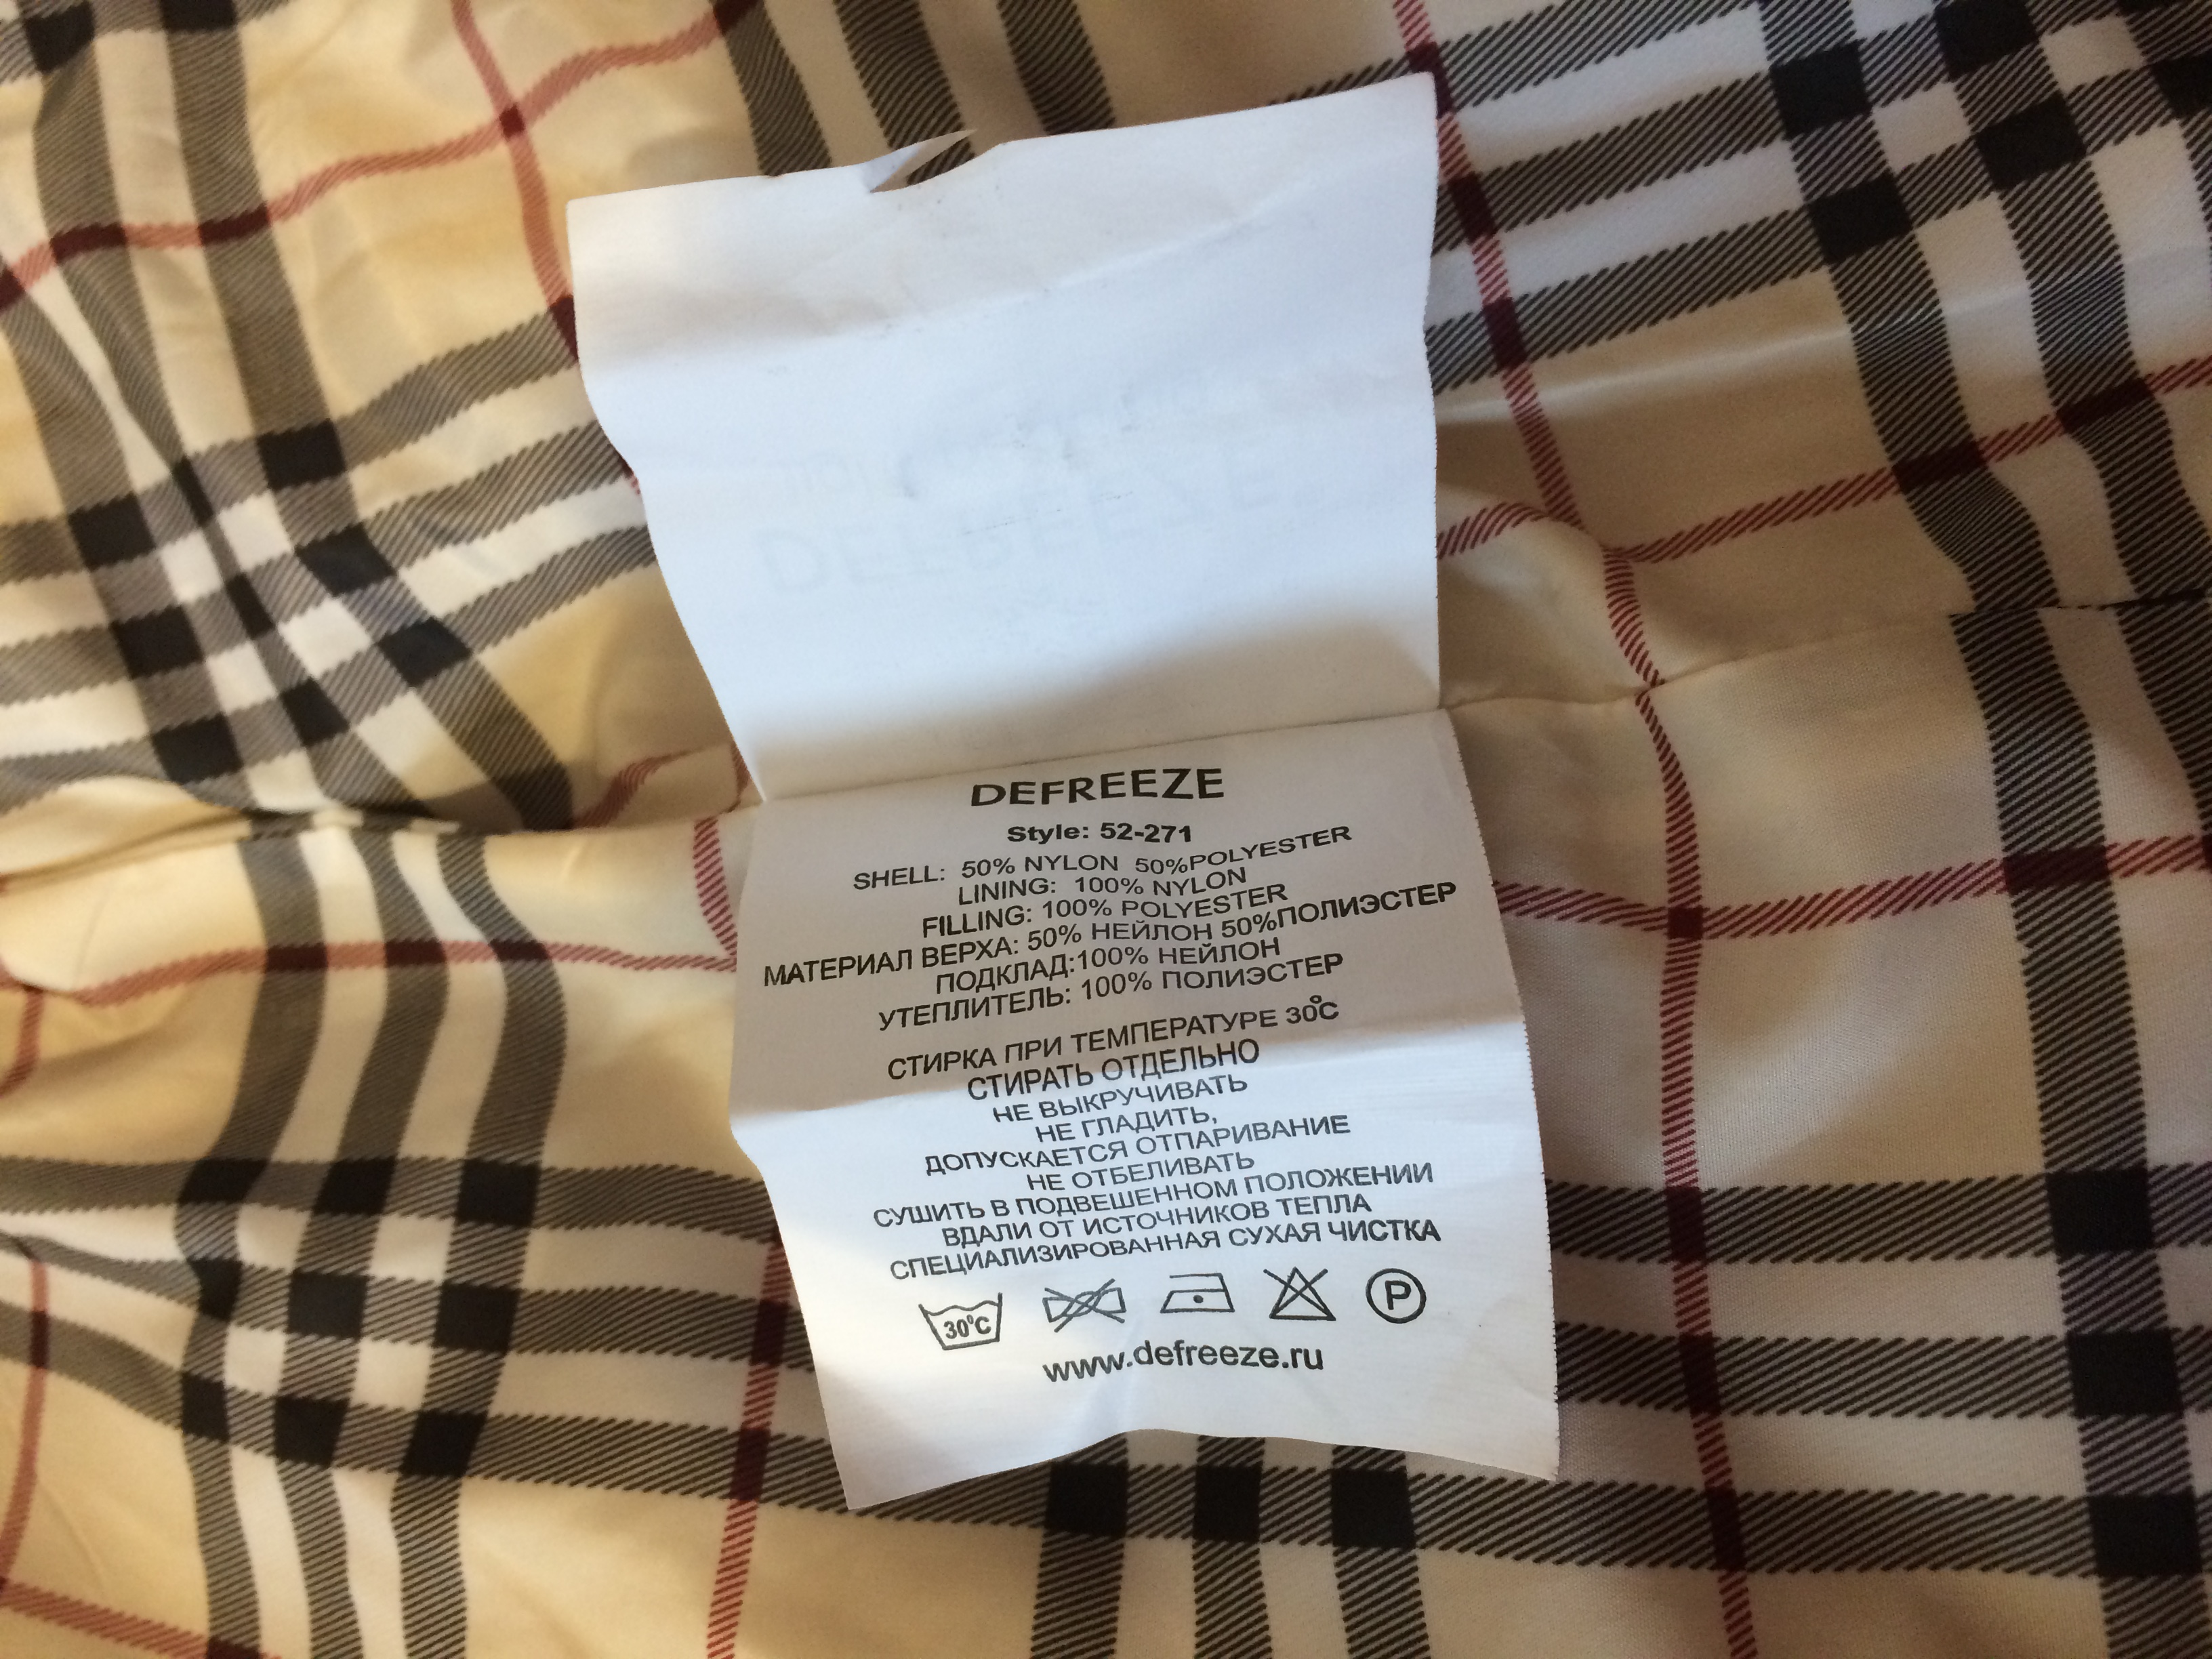 DEFREEZE
Style: 52-271
SHELL: 50% NYLON 50%POLYESTER
LINING: 100% NYLON
FILLING: 100% POLYESTER
МАТЕРИАЛ ВЕРХА: 50% НЕЙЛОН 50%ПОЛИЭСТЕР
ПОДКЛАД:100% НЕЙЛОН
УТЕПЛИТЕЛЬ: 100% ПОЛИЭСТЕР
СТИРКА ПРИ ТЕМПЕРАТУРЕ 30°C
СТИРАТЬ ОТДЕЛЬНО
НЕ ВЫКРУЧИВАТЬ
НЕ ГЛАДИТЬ,
ДОПУСКАЕТСЯ ОТПАРИВАНИЕ
НЕ ОТБЕЛИВАТЬ
СУШИТЬ В ПОДВЕШЕННОМ ПОЛОЖЕНИИ
ВДАЛИ ОТ ИСТОЧНИКОВ ТЕПЛА
СПЕЦИАЛИЗИРОВАННАЯ СУХАЯ ЧИСТКА
30°C P
www.defreeze.ru